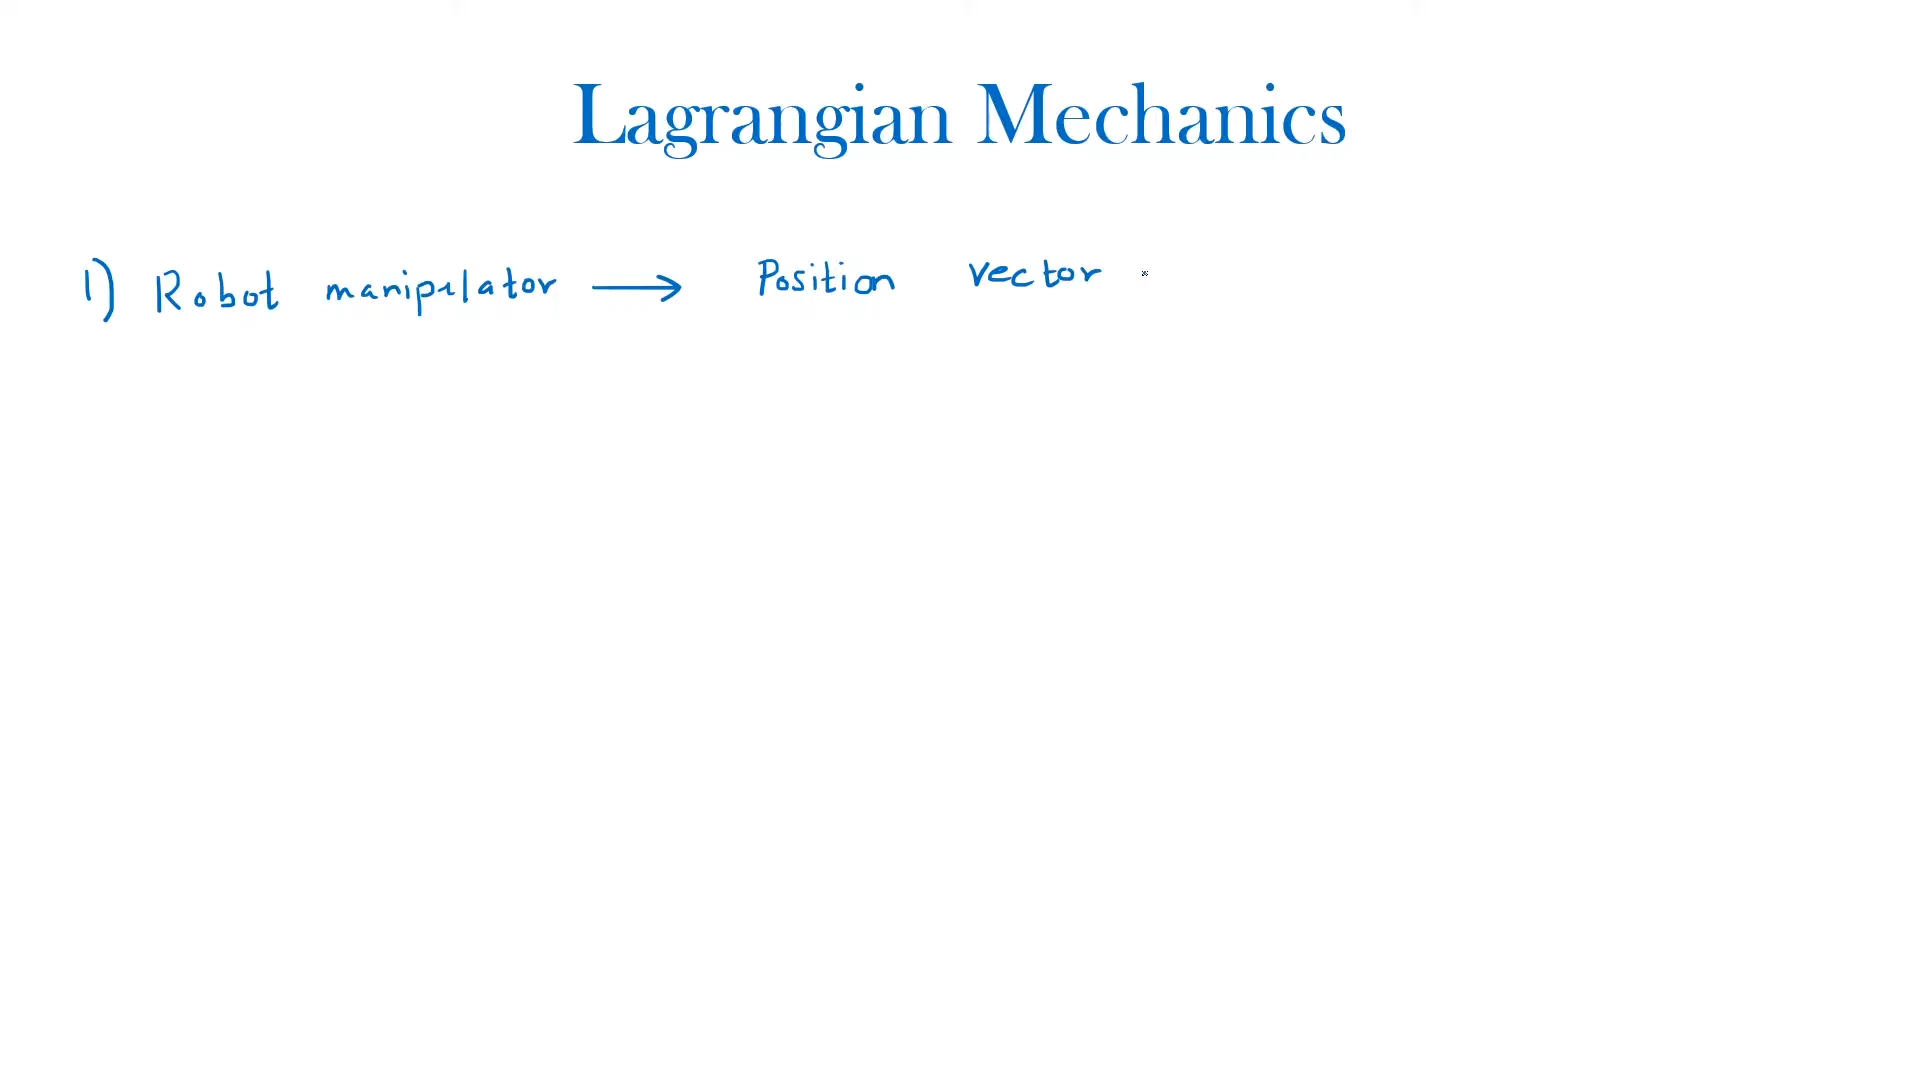 Lagrangian Mechanics
1) Robot manipulator → Position vector